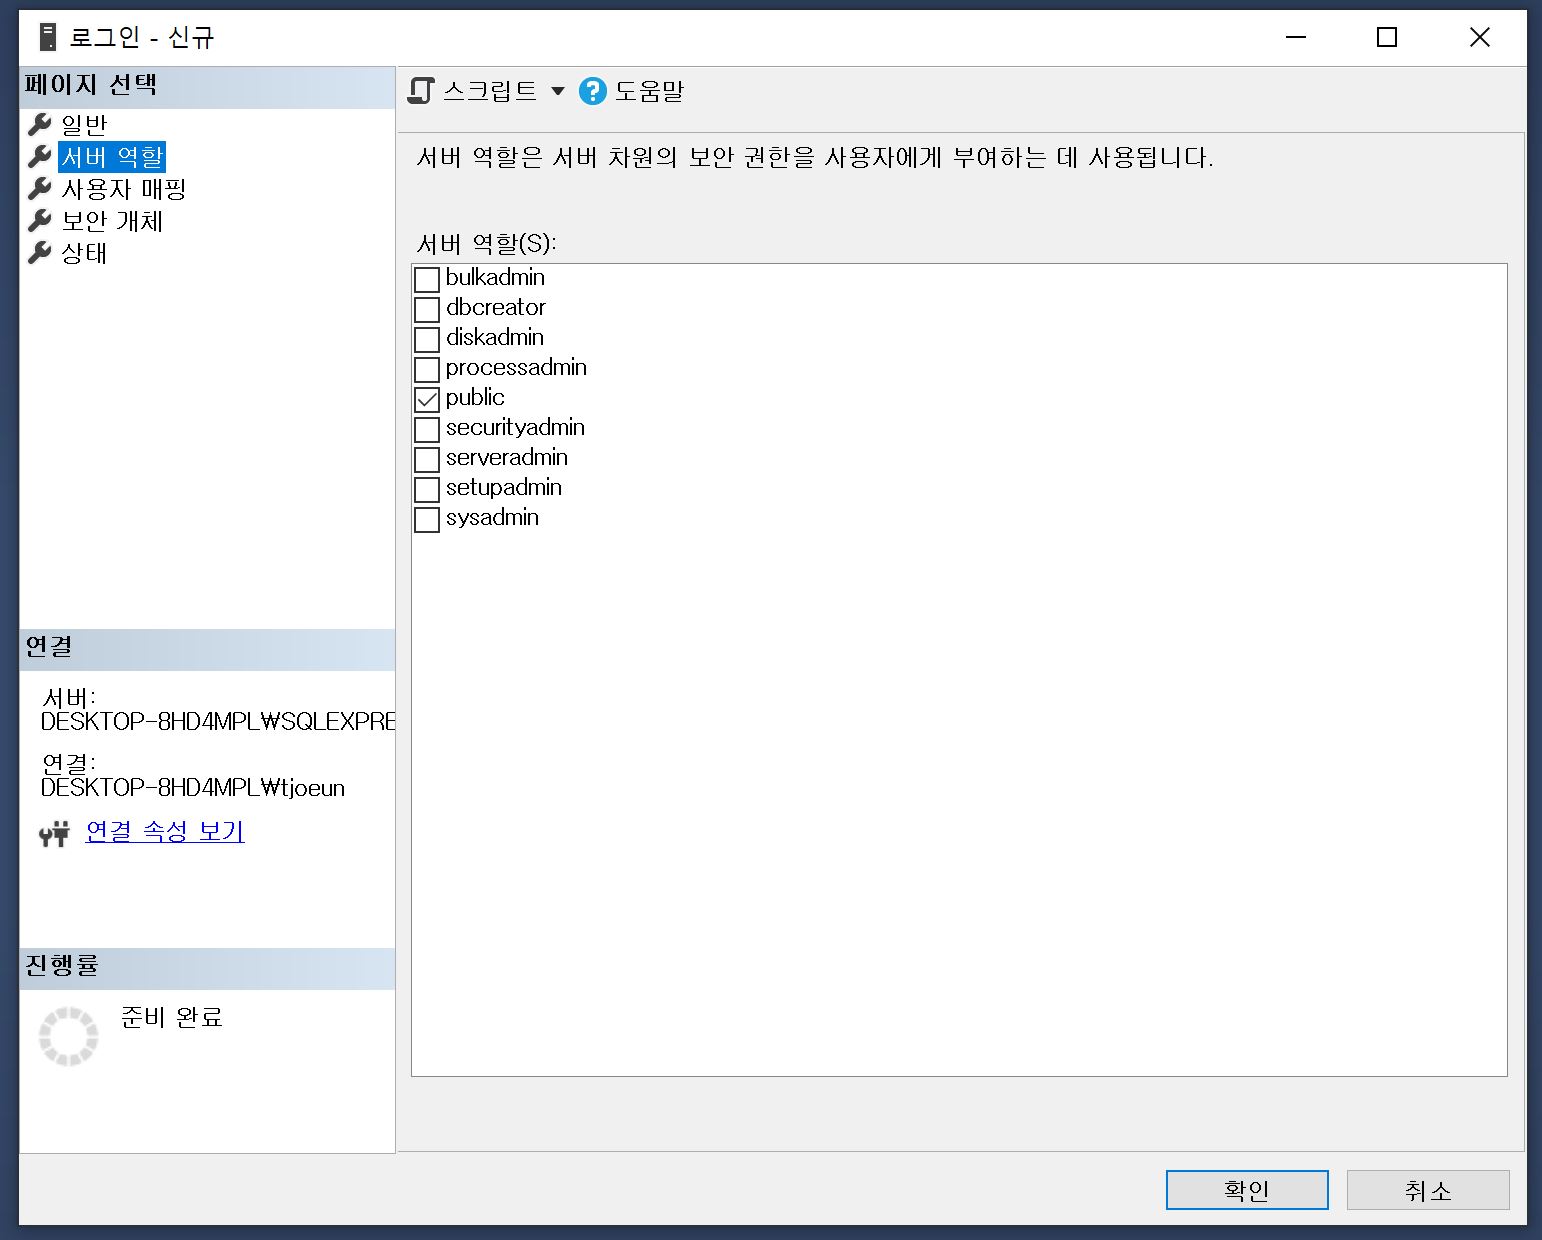 로그인 - 신규
페이지 선택
일반
서버 역할
사용자 매핑
보안 개체
상태
연결
서버:
DESKTOP-8HD4MPL₩SQLEXPRE
연결:
DESKTOP-8HD4MPL₩tjoeun
연결 속성 보기
진행률
준비 완료
스크립트 도움말
서버 역할은 서버 차원의 보안 권한을 사용자에게 부여하는 데 사용됩니다.
서버 역할(S):
bulkadmin
dbcreator
diskadmin
processadmin
public
securityadmin
serveradmin
setupadmin
sysadmin
확인 취소